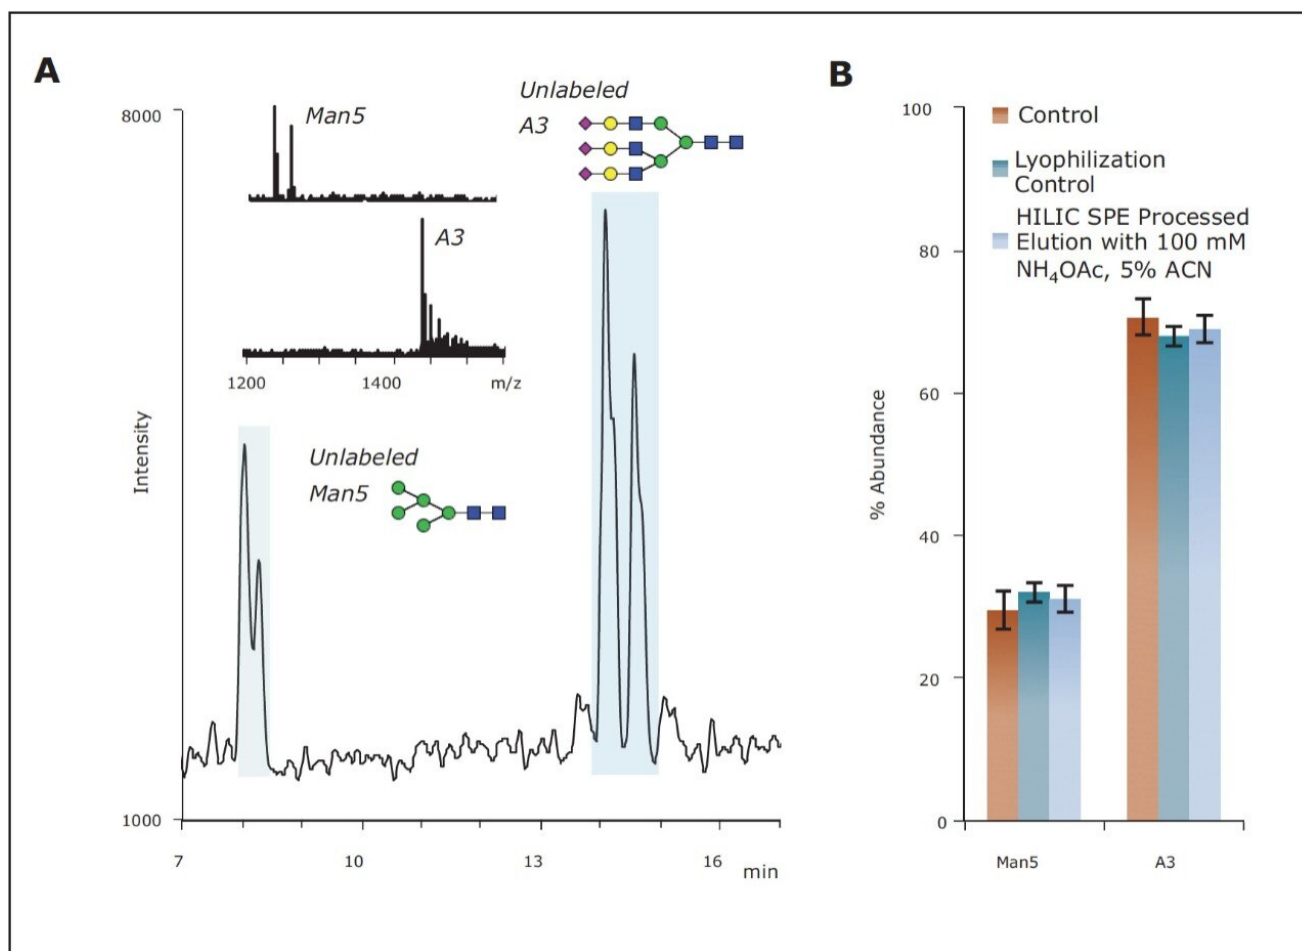 A
8000
Man5
A3
1200
1400
m/z
Unlabeled
A3
Intensity
Unlabeled
Man5
1000
7
10
13
16
min
B
100
80
60
40
20
0
% Abundance
Control
Lyophilization
Control
HILIC SPE Processed
Elution with 100 mM
NH₄OAc, 5% ACN
Man5
A3